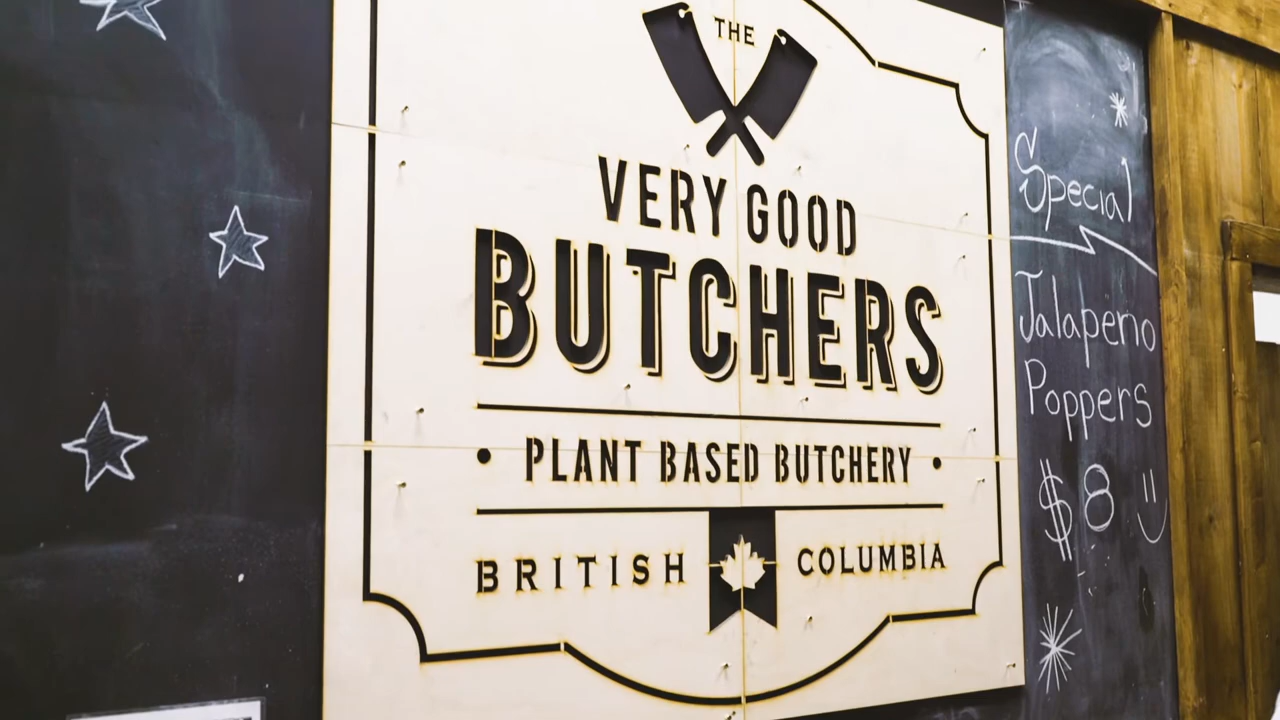 THE
VERY GOOD
BUTCHERS
• PLANT BASED BUTCHERY •
BRITISH COLUMBIA
Special
Jalapeno
Poppers
$8 :)